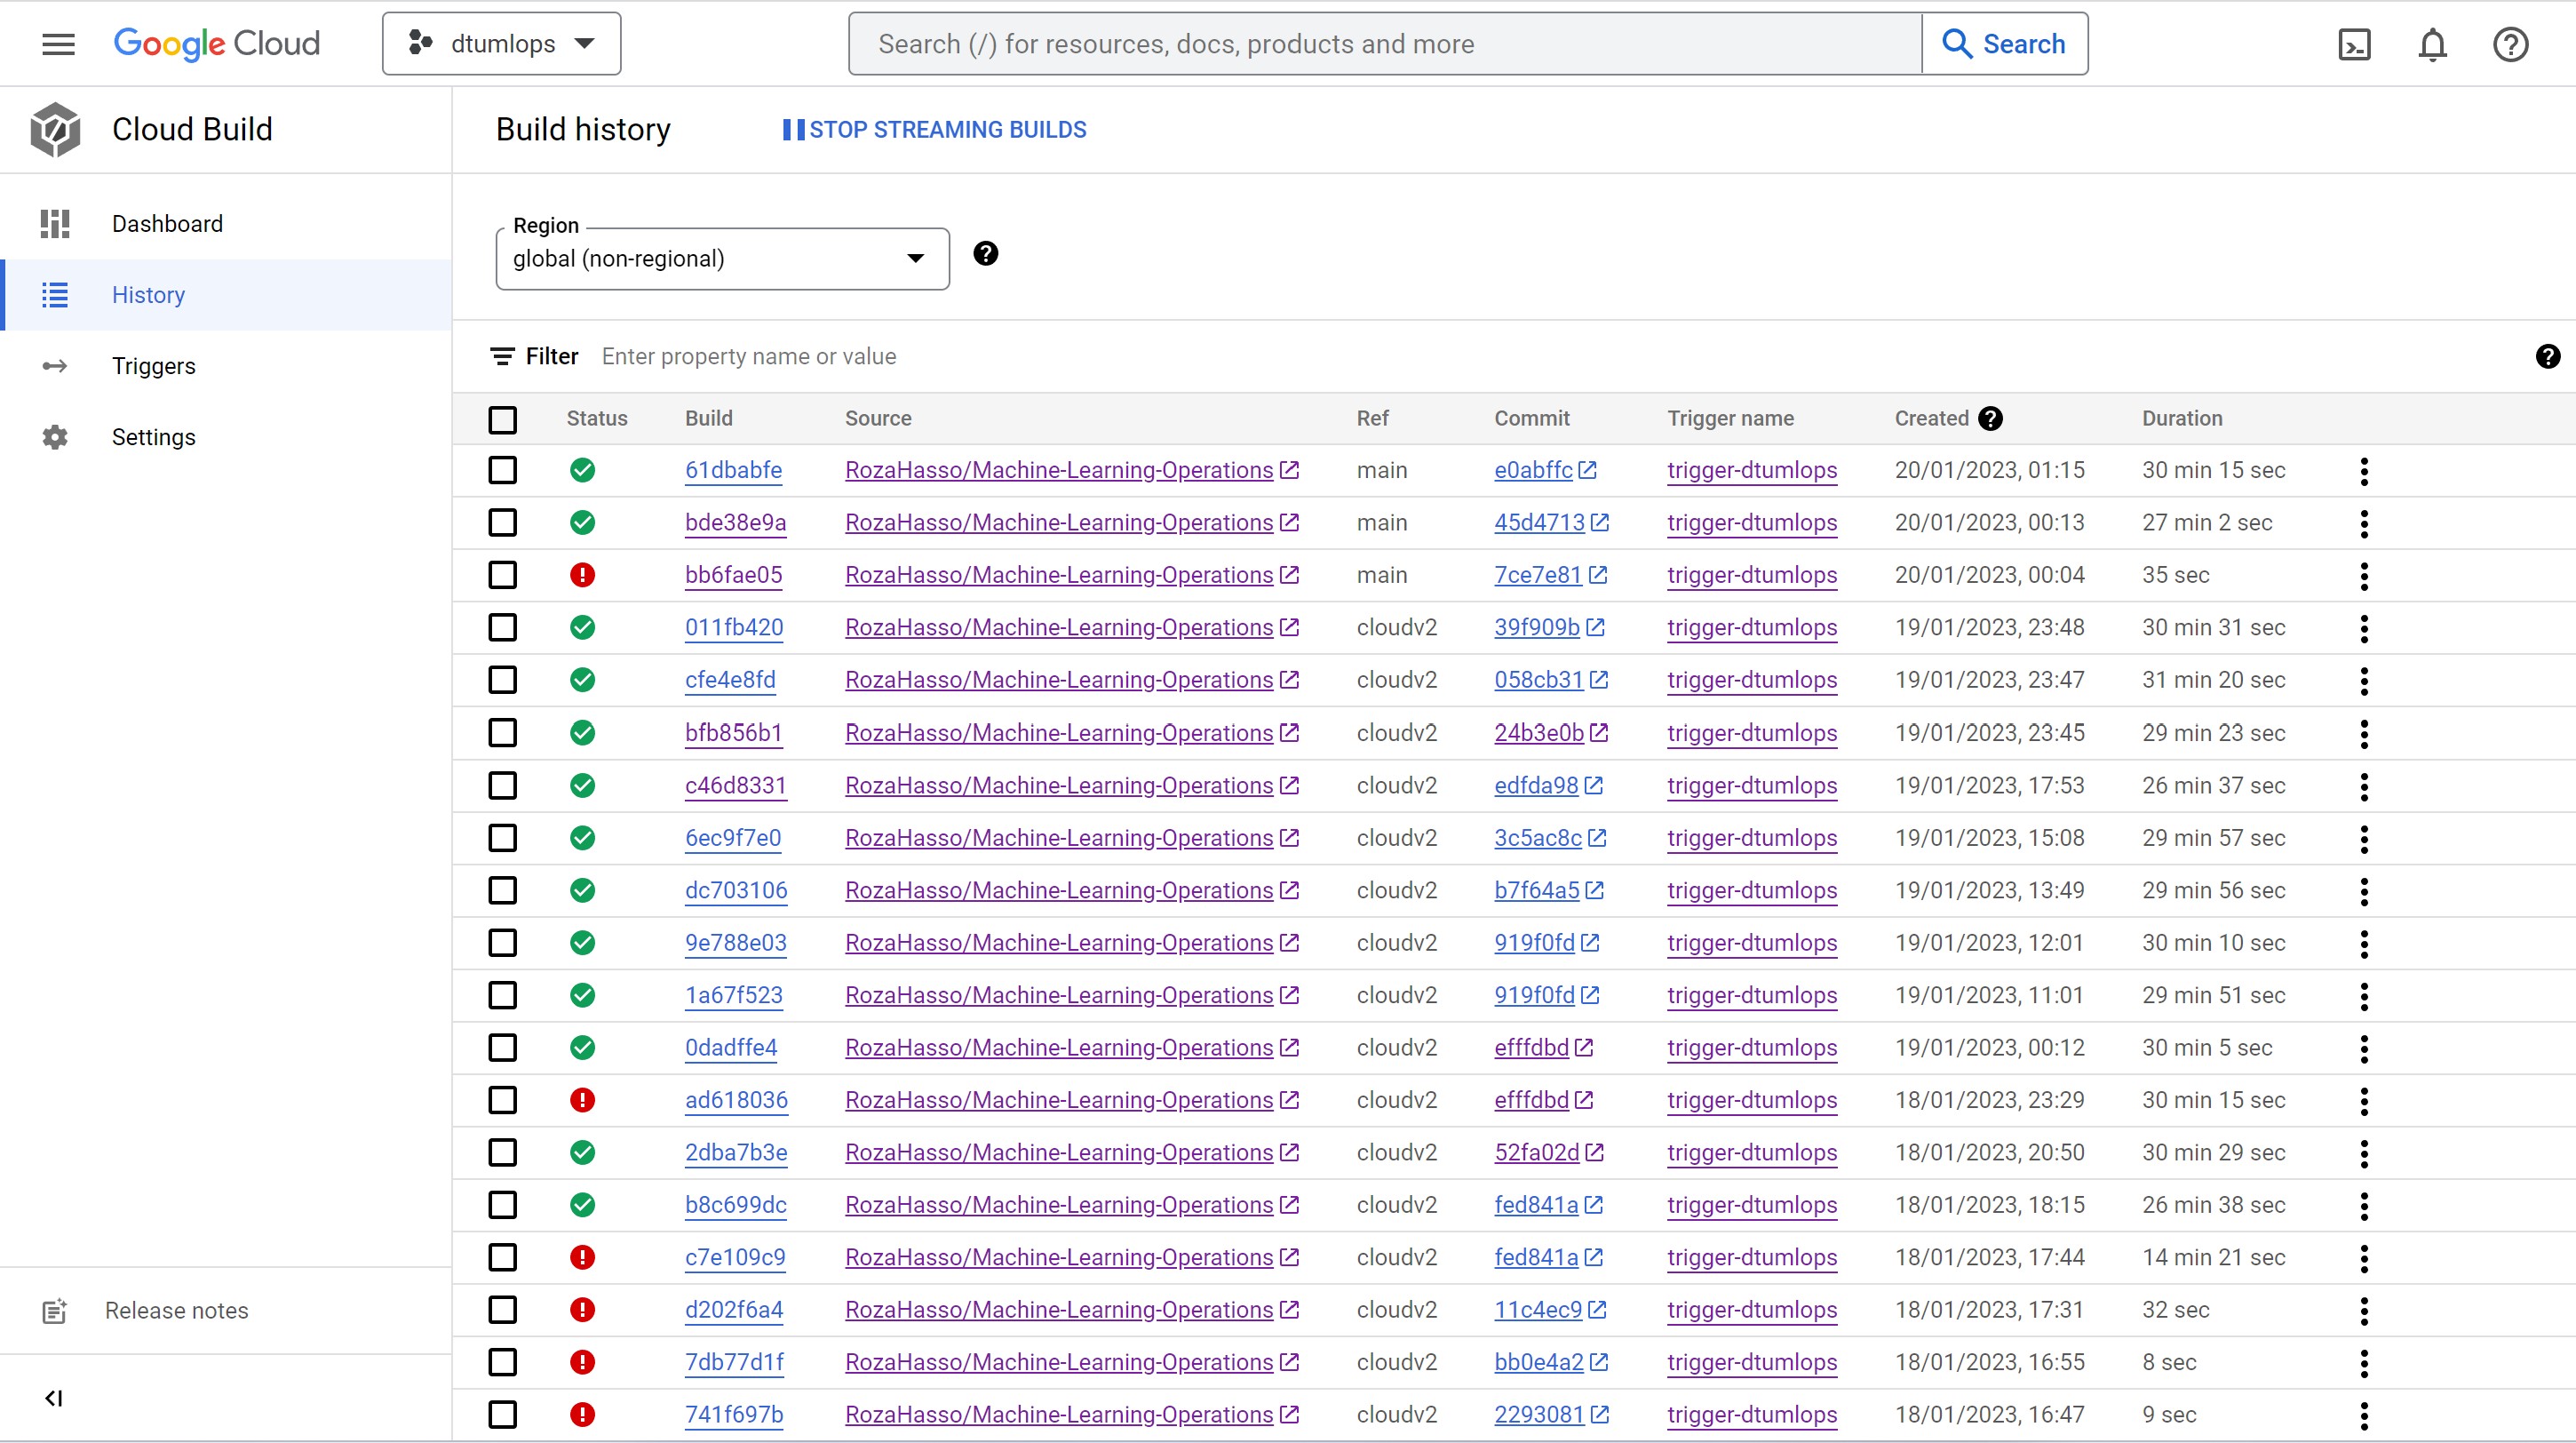 Google Cloud dtumlops Search (/) for resources, docs, products and more Search
Cloud Build
Build history STOP STREAMING BUILDS
Dashboard
History
Triggers
Settings
Release notes
Region
global (non-regional)
Filter Enter property name or value
Status Build Source Ref Commit Trigger name Created Duration
61dbabfe RozaHasso/Machine-Learning-Operations main e0abffc trigger-dtumlops 20/01/2023, 01:15 30 min 15 sec
bde38e9a RozaHasso/Machine-Learning-Operations main 45d4713 trigger-dtumlops 20/01/2023, 00:13 27 min 2 sec
bb6fae05 RozaHasso/Machine-Learning-Operations main 7ce7e81 trigger-dtumlops 20/01/2023, 00:04 35 sec
011fb420 RozaHasso/Machine-Learning-Operations cloudv2 39f909b trigger-dtumlops 19/01/2023, 23:48 30 min 31 sec
cfe4e8fd RozaHasso/Machine-Learning-Operations cloudv2 058cb31 trigger-dtumlops 19/01/2023, 23:47 31 min 20 sec
bfb856b1 RozaHasso/Machine-Learning-Operations cloudv2 24b3e0b trigger-dtumlops 19/01/2023, 23:45 29 min 23 sec
c46d8331 RozaHasso/Machine-Learning-Operations cloudv2 edfda98 trigger-dtumlops 19/01/2023, 17:53 26 min 37 sec
6ec9f7e0 RozaHasso/Machine-Learning-Operations cloudv2 3c5ac8c trigger-dtumlops 19/01/2023, 15:08 29 min 57 sec
dc703106 RozaHasso/Machine-Learning-Operations cloudv2 b7f64a5 trigger-dtumlops 19/01/2023, 13:49 29 min 56 sec
9e788e03 RozaHasso/Machine-Learning-Operations cloudv2 919f0fd trigger-dtumlops 19/01/2023, 12:01 30 min 10 sec
1a67f523 RozaHasso/Machine-Learning-Operations cloudv2 919f0fd trigger-dtumlops 19/01/2023, 11:01 29 min 51 sec
0dadffe4 RozaHasso/Machine-Learning-Operations cloudv2 efffdbd trigger-dtumlops 19/01/2023, 00:12 30 min 5 sec
ad618036 RozaHasso/Machine-Learning-Operations cloudv2 efffdbd trigger-dtumlops 18/01/2023, 23:29 30 min 15 sec
2dba7b3e RozaHasso/Machine-Learning-Operations cloudv2 52fa02d trigger-dtumlops 18/01/2023, 20:50 30 min 29 sec
b8c699dc RozaHasso/Machine-Learning-Operations cloudv2 fed841a trigger-dtumlops 18/01/2023, 18:15 26 min 38 sec
c7e109c9 RozaHasso/Machine-Learning-Operations cloudv2 fed841a trigger-dtumlops 18/01/2023, 17:44 14 min 21 sec
d202f6a4 RozaHasso/Machine-Learning-Operations cloudv2 11c4ec9 trigger-dtumlops 18/01/2023, 17:31 32 sec
7db77d1f RozaHasso/Machine-Learning-Operations cloudv2 bb0e4a2 trigger-dtumlops 18/01/2023, 16:55 8 sec
741f697b RozaHasso/Machine-Learning-Operations cloudv2 2293081 trigger-dtumlops 18/01/2023, 16:47 9 sec